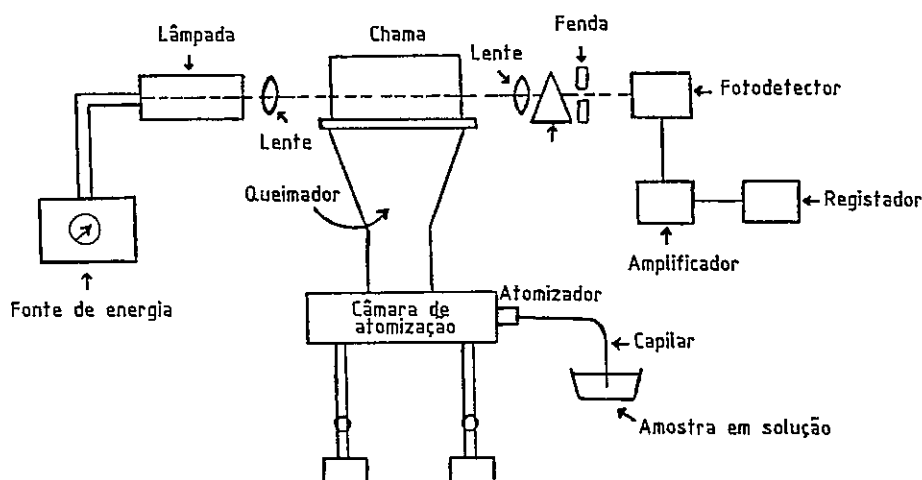 Lâmpada
Chama
Lente
Fenda
Fotodetector
Lente
Queimador
Registador
Amplificador
Fonte de energia
Câmara de
atomização
Atomizador
Capilar
Amostra em solução